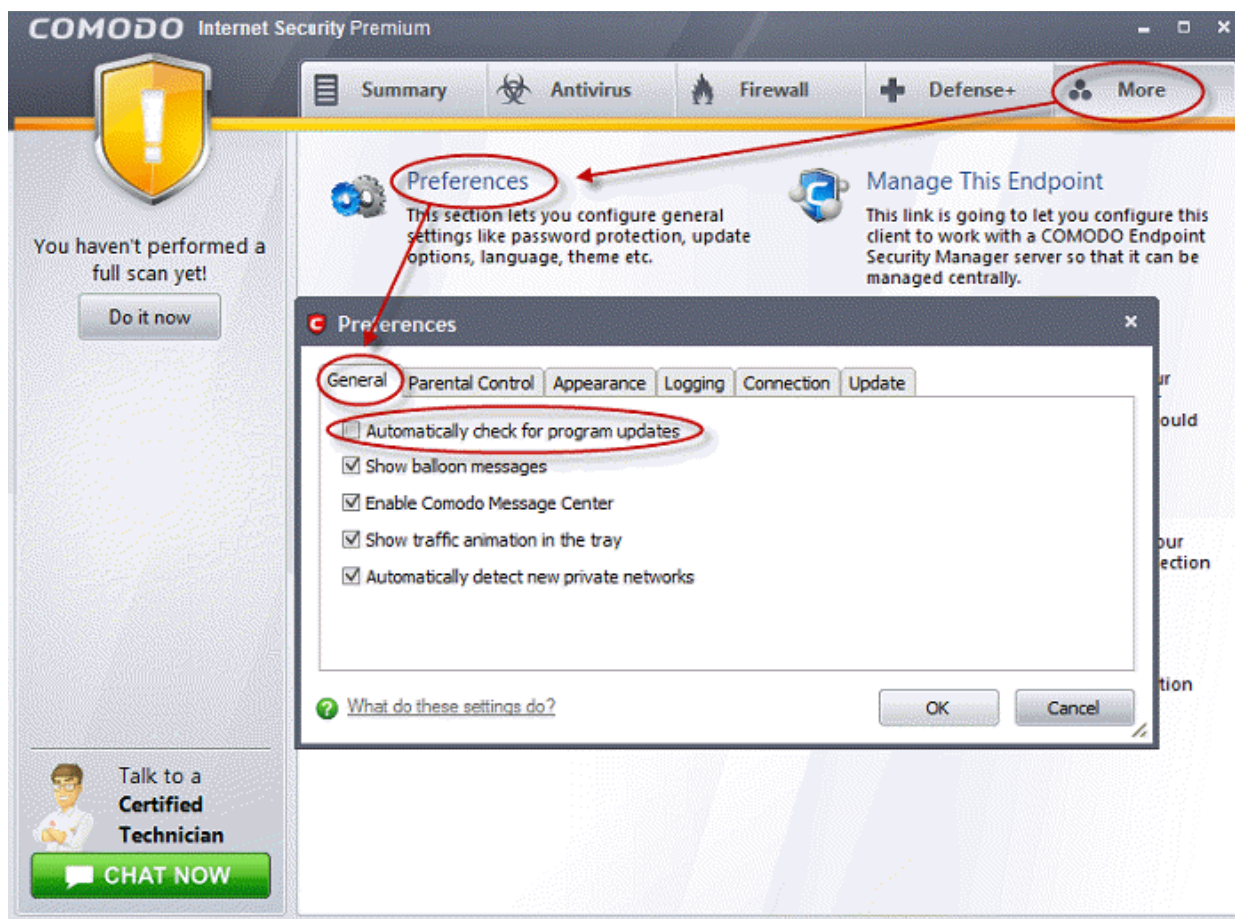 COMODO Internet Security Premium
Summary
Antivirus
Firewall
Defense+
More
You haven't performed a
full scan yet!
Do it now
Preferences
This section lets you configure general
settings like password protection, update
options, language, theme etc.
Manage This Endpoint
This link is going to let you configure this
client to work with a COMODO Endpoint
Security Manager server so that it can be
managed centrally.
Preferences
General
Parental Control
Appearance
Logging
Connection
Update
Automatically check for program updates
Show balloon messages
Enable Comodo Message Center
Show traffic animation in the tray
Automatically detect new private networks
What do these settings do?
OK
Cancel
ould
ection
tion
Talk to a
Certified
Technician
CHAT NOW